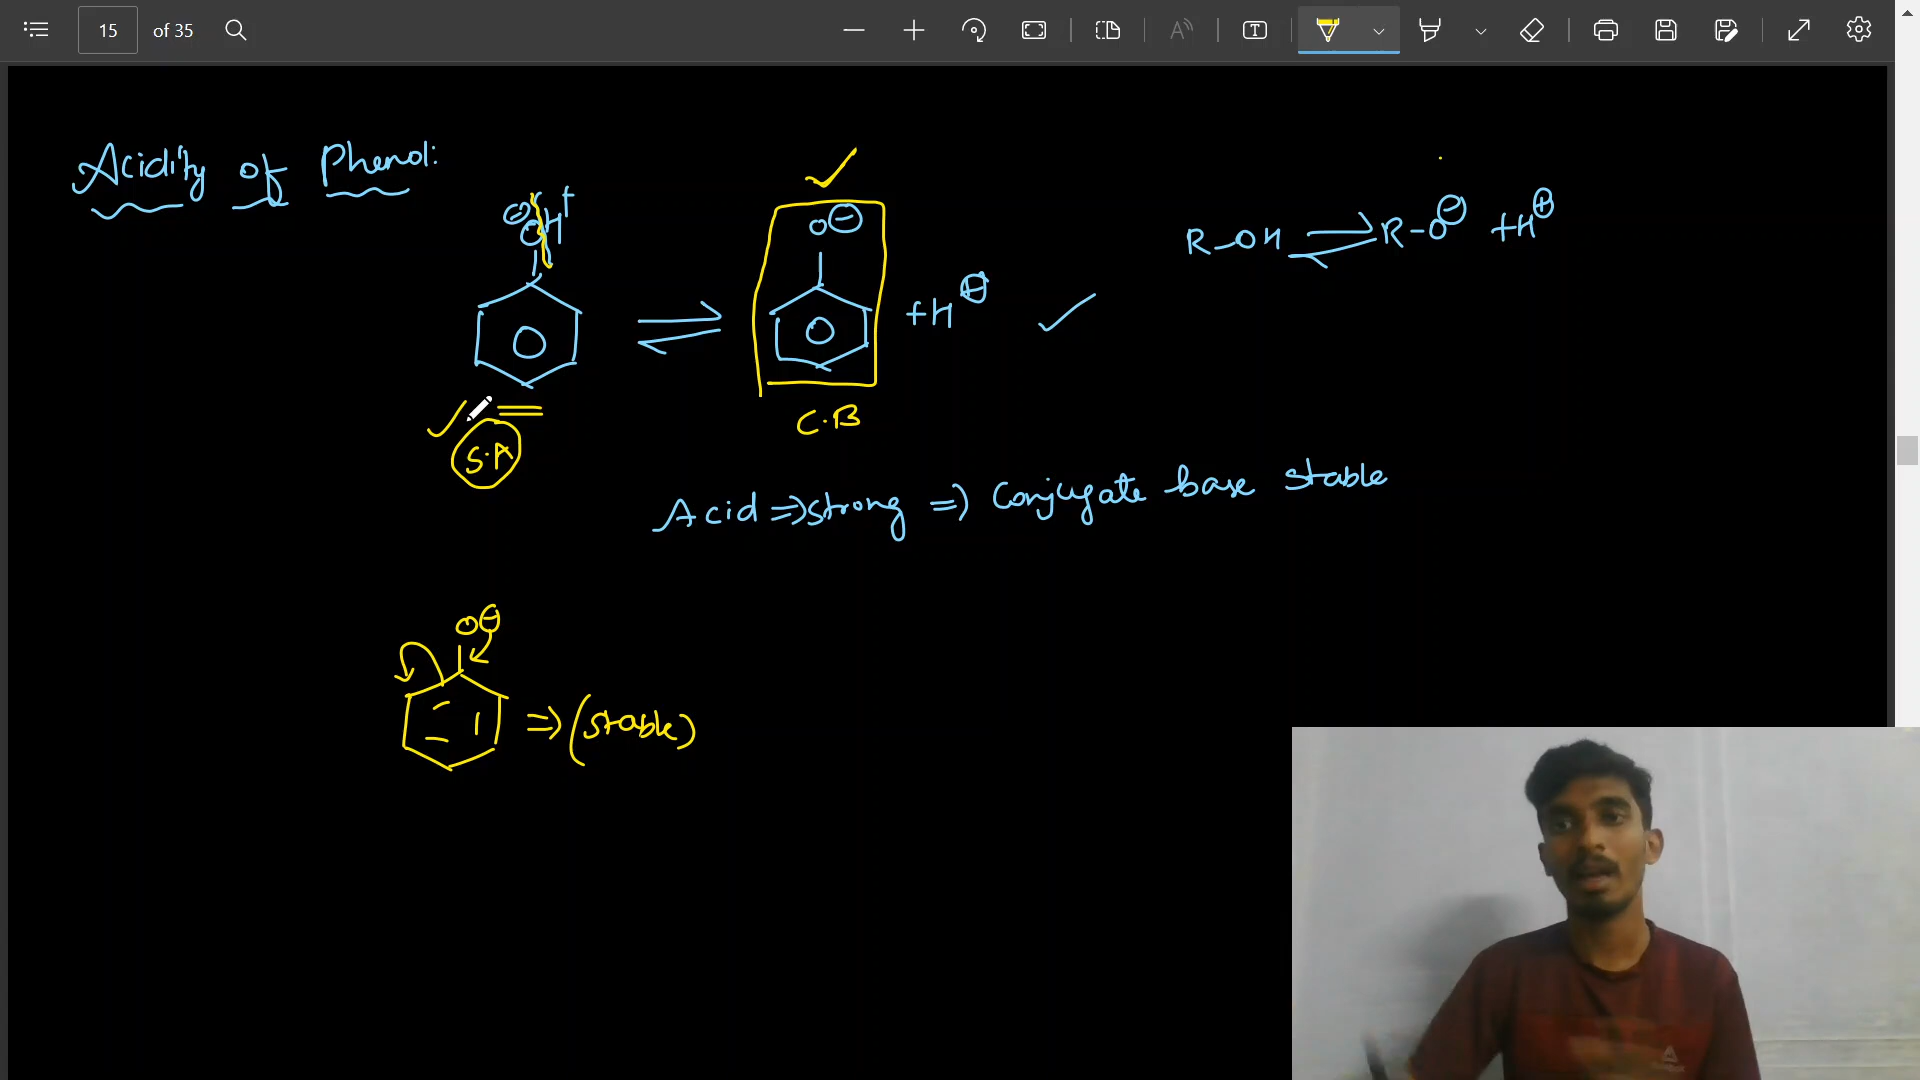 15 of 35
Acidity of Phenol:
⊖OH⁺
O⊖
+H⊕
R-OH ⇌ R-O⊖ +H⊕
S.A
C.B
Acid ⇒ strong ⇒ Conjugate base stable
O⊖
⇒ (stable)